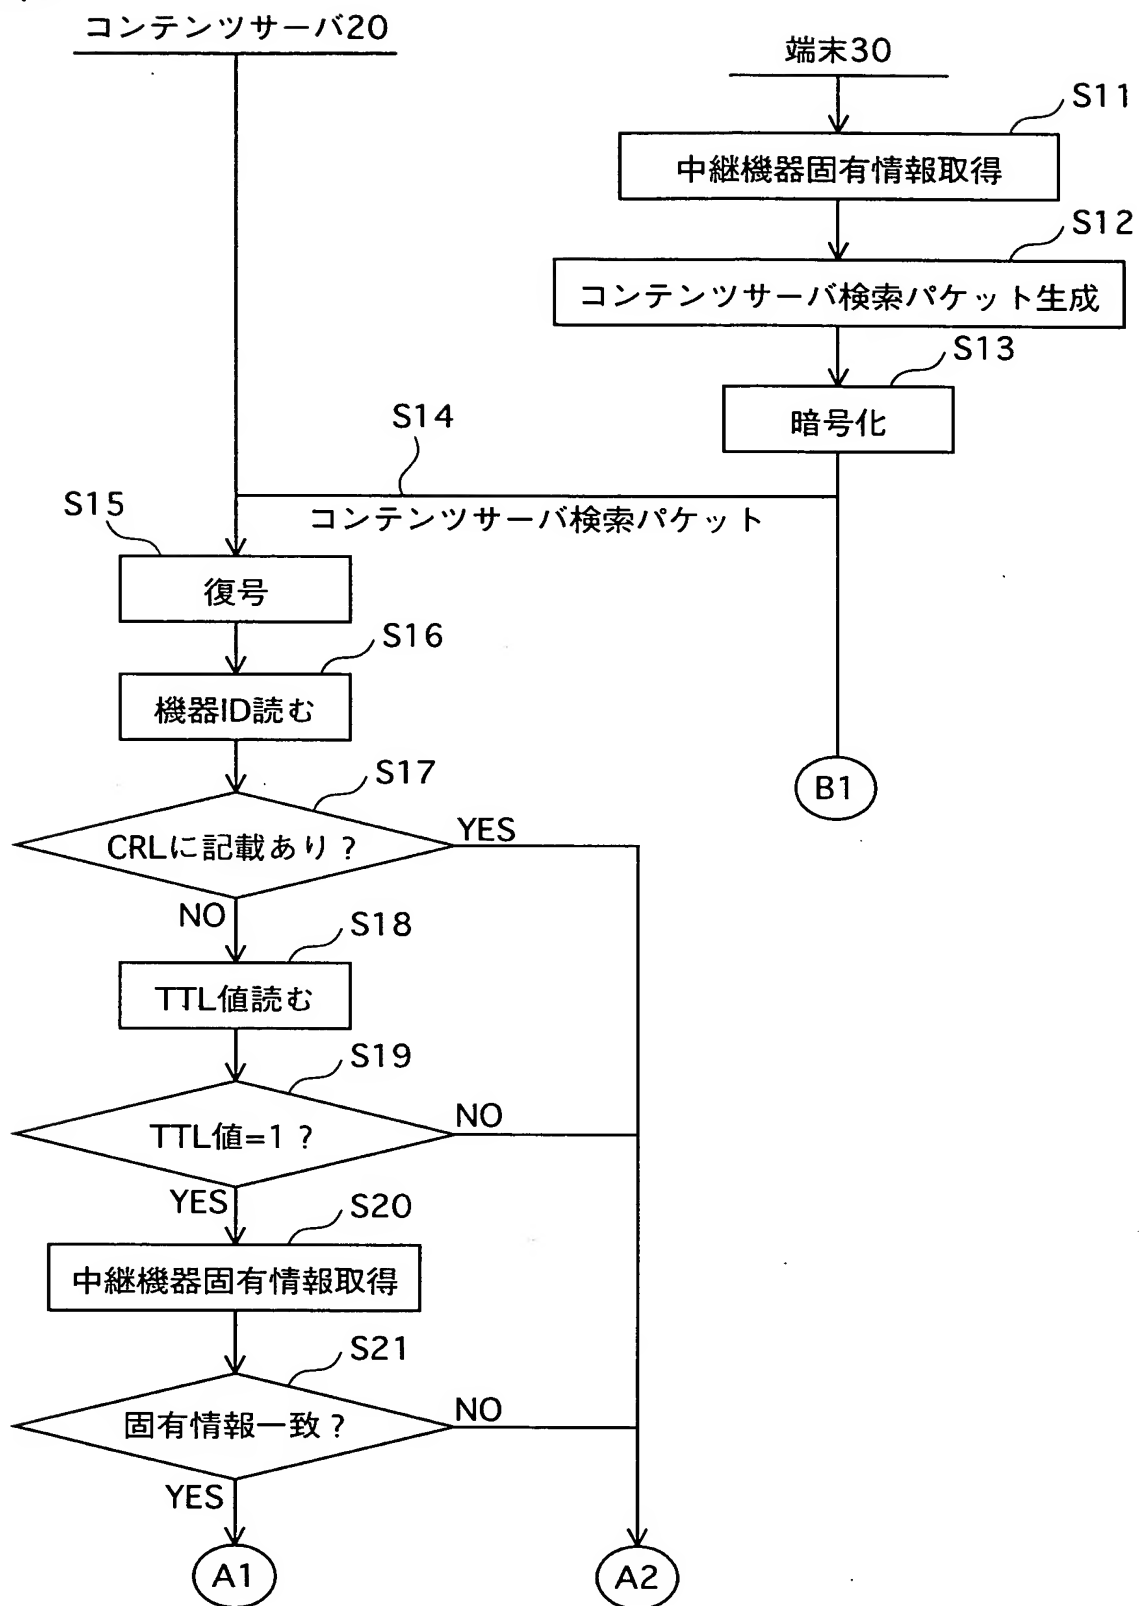 コンテンツサーバ20
端末30
S11
中継機器固有情報取得
S12
コンテンツサーバ検索パケット生成
S13
暗号化
S14
コンテンツサーバ検索パケット
S15
復号
S16
機器ID読む
B1
S17
CRLに記載あり?
YES
NO
S18
TTL値読む
S19
TTL値=1?
NO
YES
S20
中継機器固有情報取得
S21
固有情報一致?
NO
YES
A1
A2